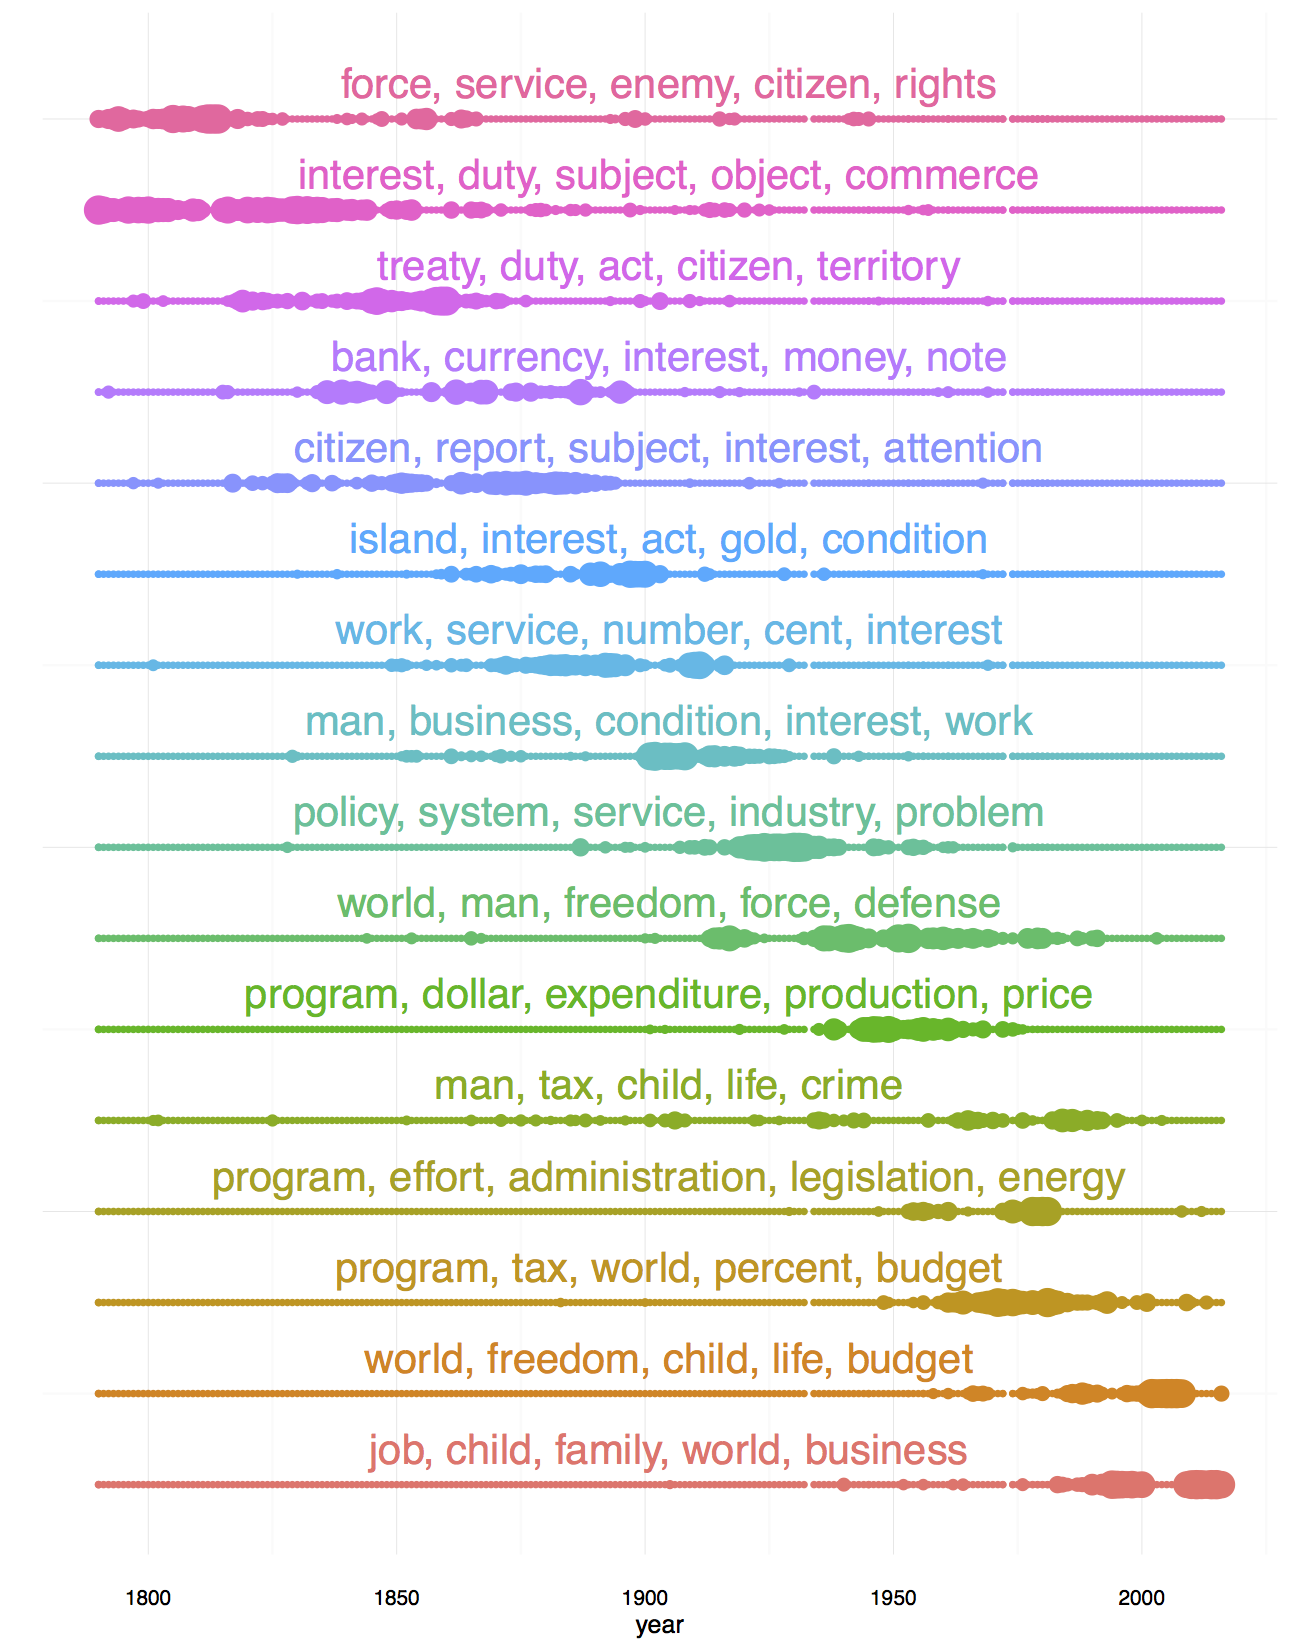 force, service, enemy, citizen, rights
interest, duty, subject, object, commerce
treaty, duty, act, citizen, territory
bank, currency, interest, money, note
citizen, report, subject, interest, attention
island, interest, act, gold, condition
work, service, number, cent, interest
man, business, condition, interest, work
policy, system, service, industry, problem
world, man, freedom, force, defense
program, dollar, expenditure, production, price
man, tax, child, life, crime
program, effort, administration, legislation, energy
program, tax, world, percent, budget
world, freedom, child, life, budget
job, child, family, world, business
1800 1850 1900 1950 2000
year